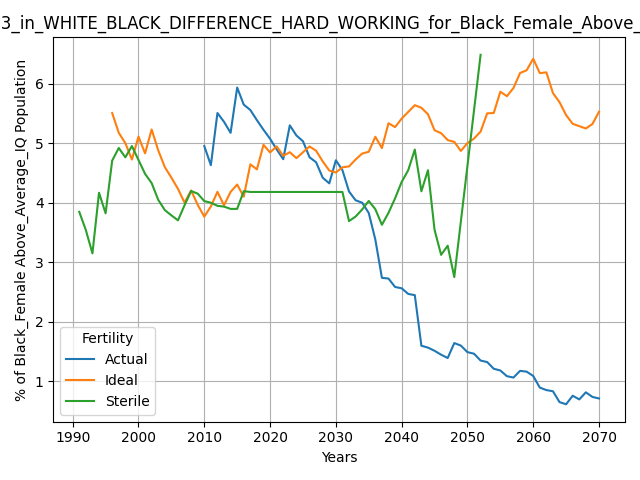 3_in_WHITE_BLACK_DIFFERENCE_HARD_WORKING_for_Black_Female_Above_
% of Black_Female Above_Average_IQ Population
6
5
4
3
2
1
Fertility
Actual
Ideal
Sterile
1990 2000 2010 2020 2030 2040 2050 2060 2070
Years